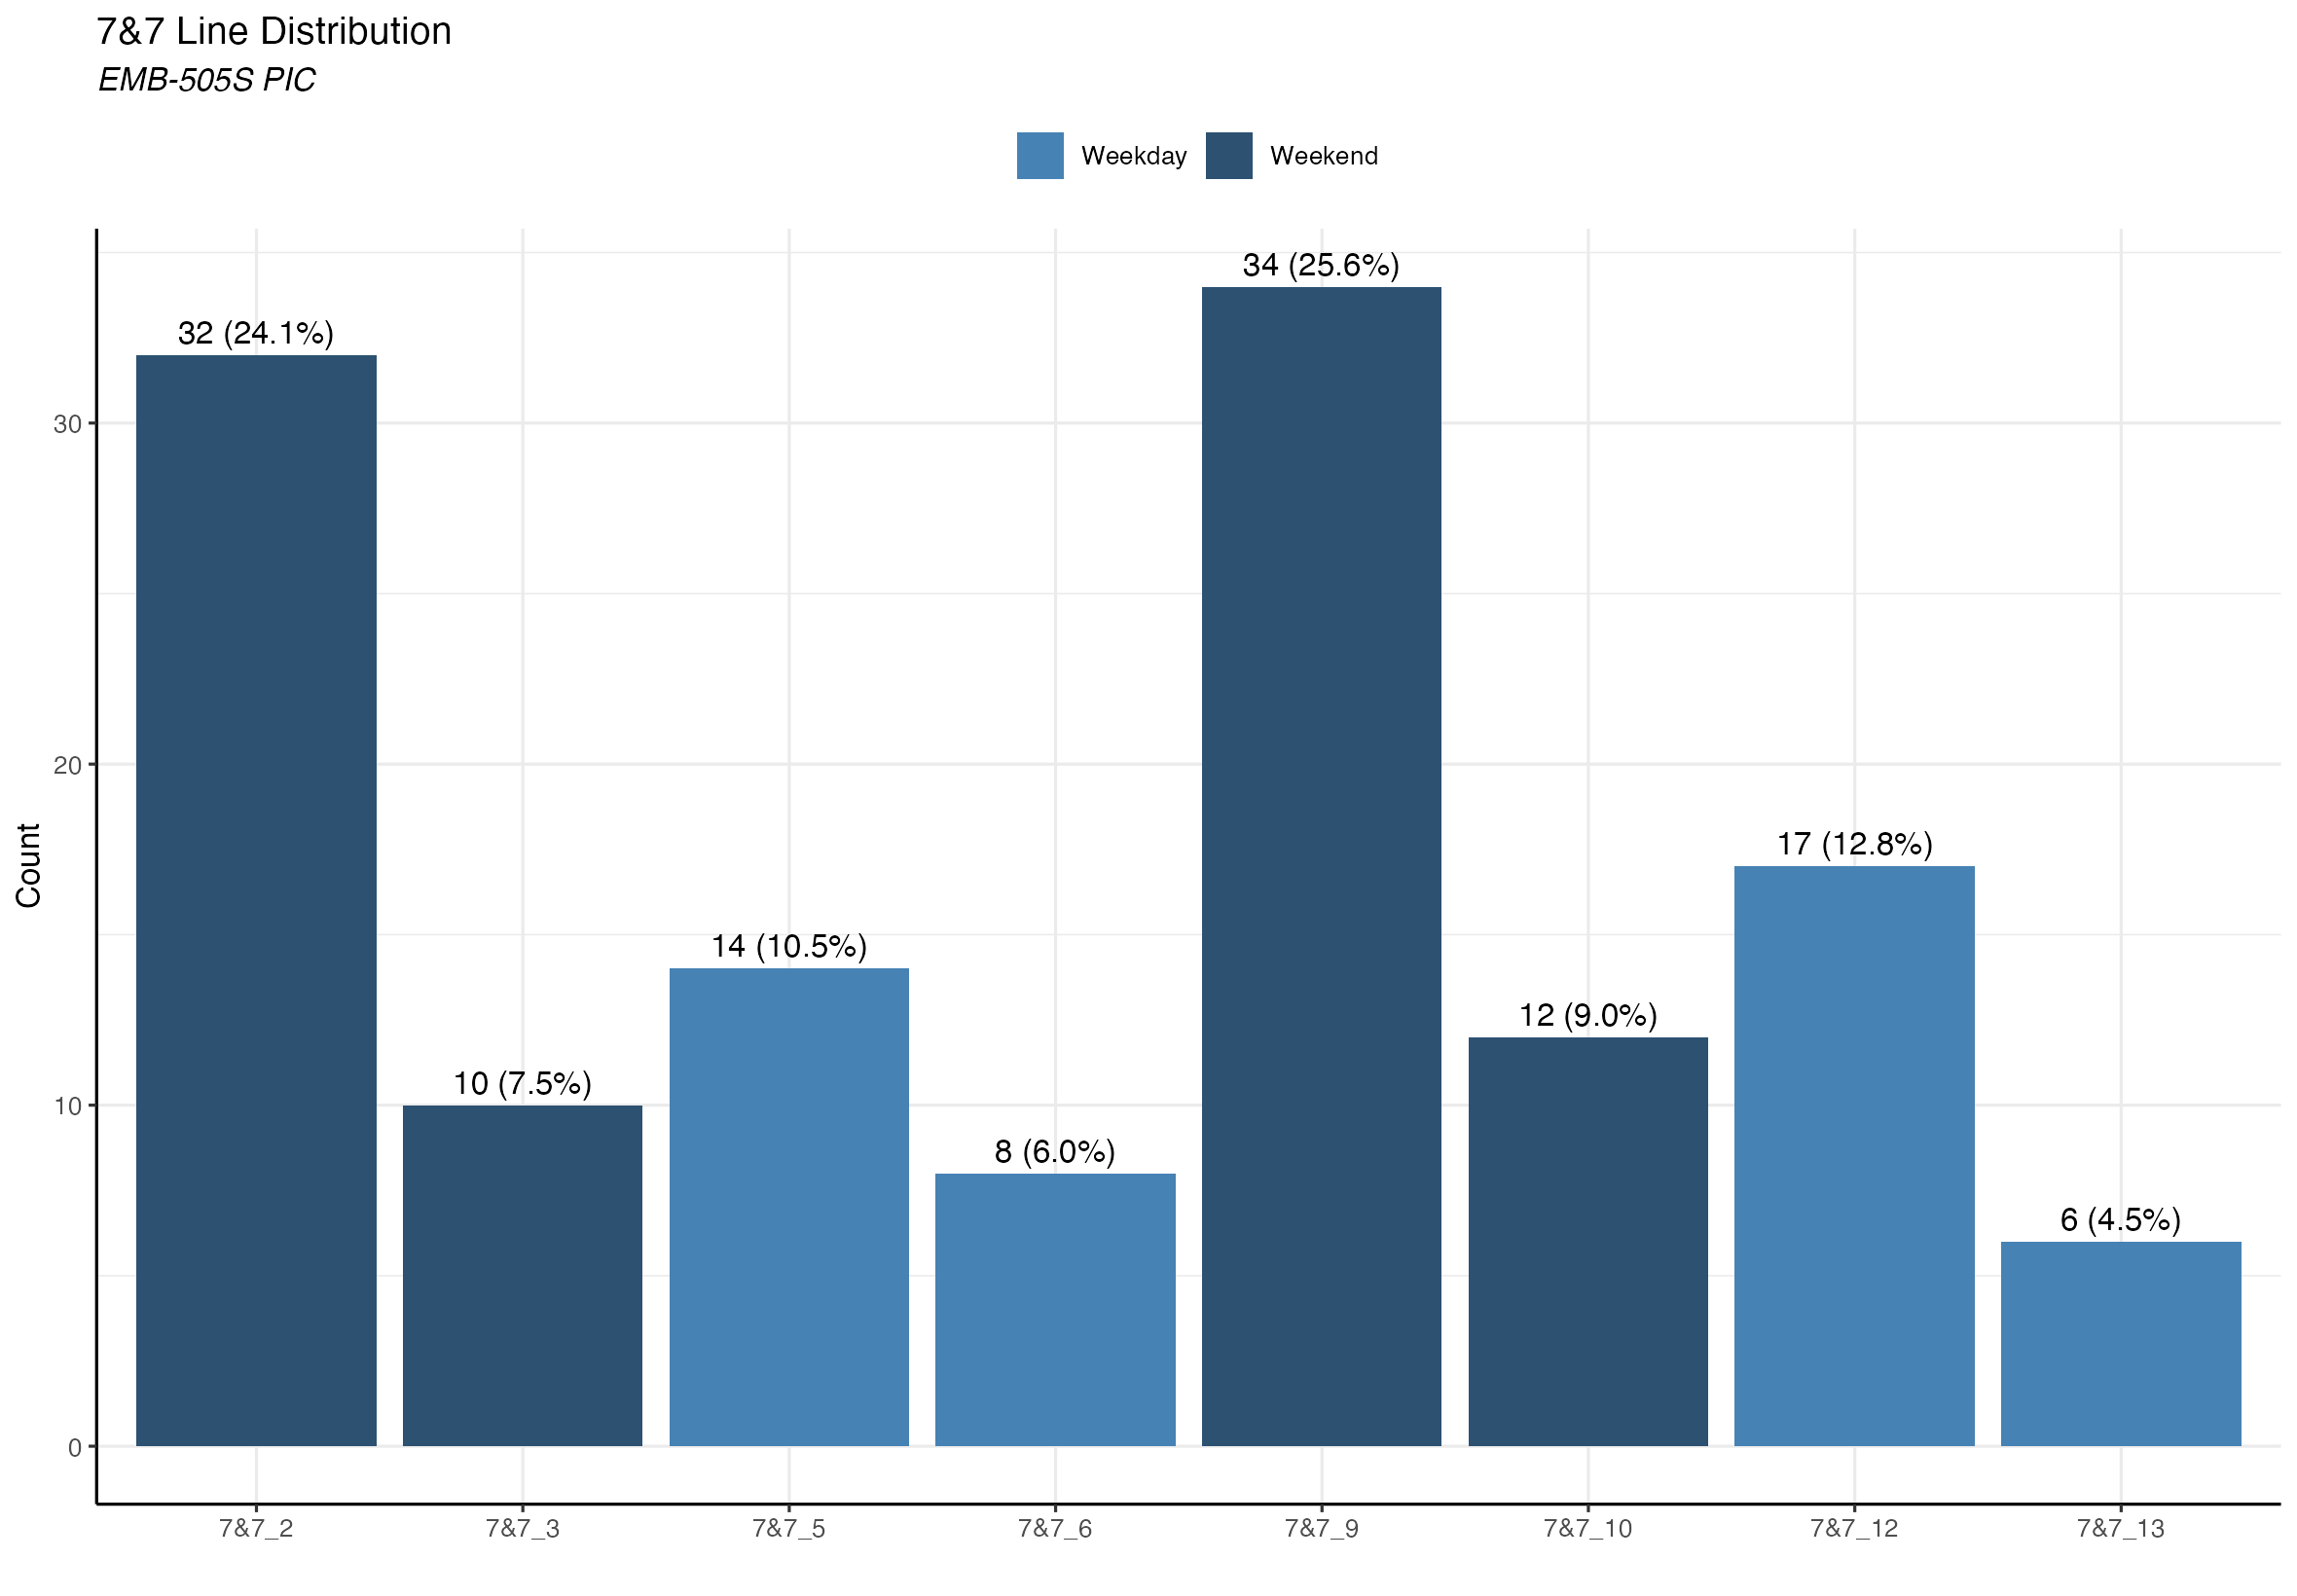 7&7 Line Distribution
EMB-505S PIC
Weekday Weekend
34 (25.6%)
32 (24.1%)
30
20
17 (12.8%)
14 (10.5%)
12 (9.0%)
10 (7.5%)
10
8 (6.0%)
6 (4.5%)
0
Count
7&7_2 7&7_3 7&7_5 7&7_6 7&7_9 7&7_10 7&7_12 7&7_13